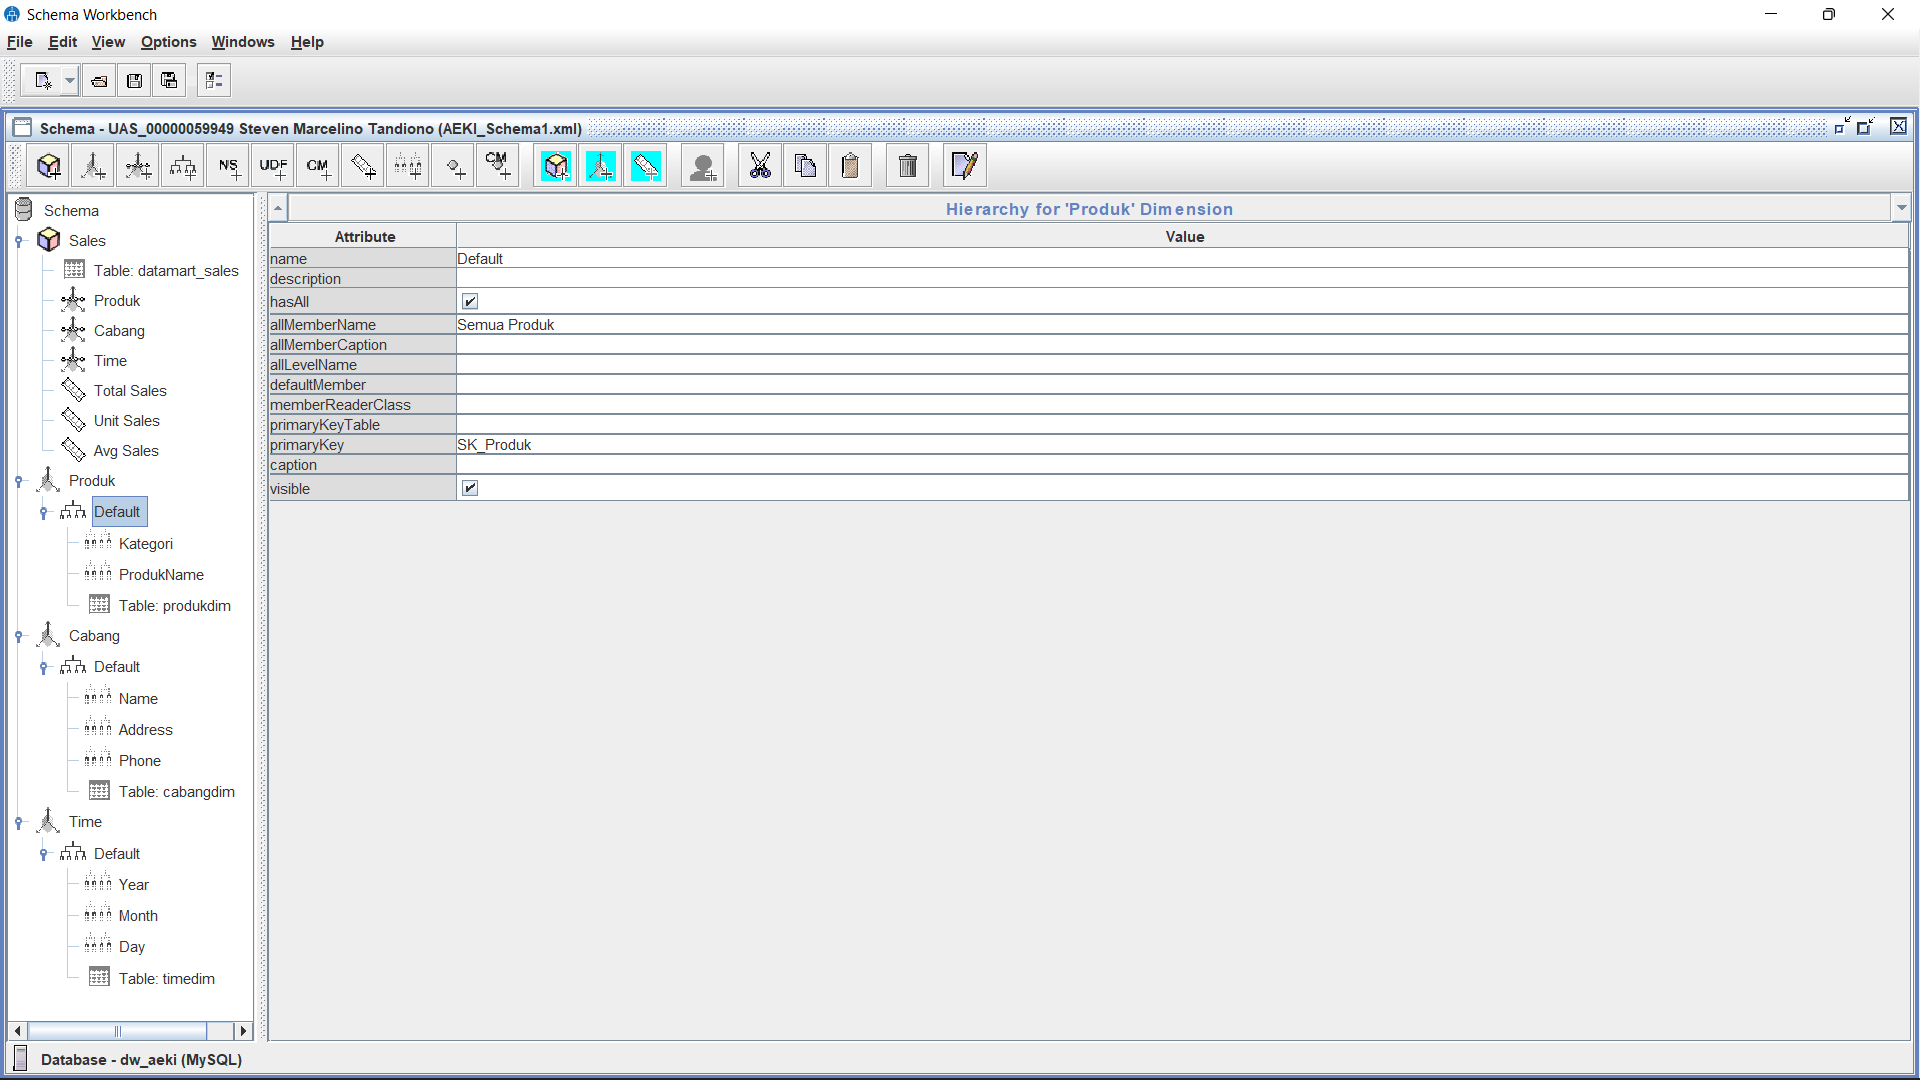 Schema Workbench
File Edit View Options Windows Help
Schema - UAS_00000059949 Steven Marcelino Tandiono (AEKI_Schema1.xml)
NS UDF CM CM
Schema
Sales
Table: datamart_sales
Produk
Cabang
Time
Total Sales
Unit Sales
Avg Sales
Produk
Default
Kategori
ProdukName
Table: produkdim
Cabang
Default
Name
Address
Phone
Table: cabangdim
Time
Default
Year
Month
Day
Table: timedim
Hierarchy for 'Produk' Dimension
Attribute Value
name Default
description
hasAll
allMemberName Semua Produk
allMemberCaption
allLevelName
defaultMember
memberReaderClass
primaryKeyTable
primaryKey SK_Produk
caption
visible
Database - dw_aeki (MySQL)